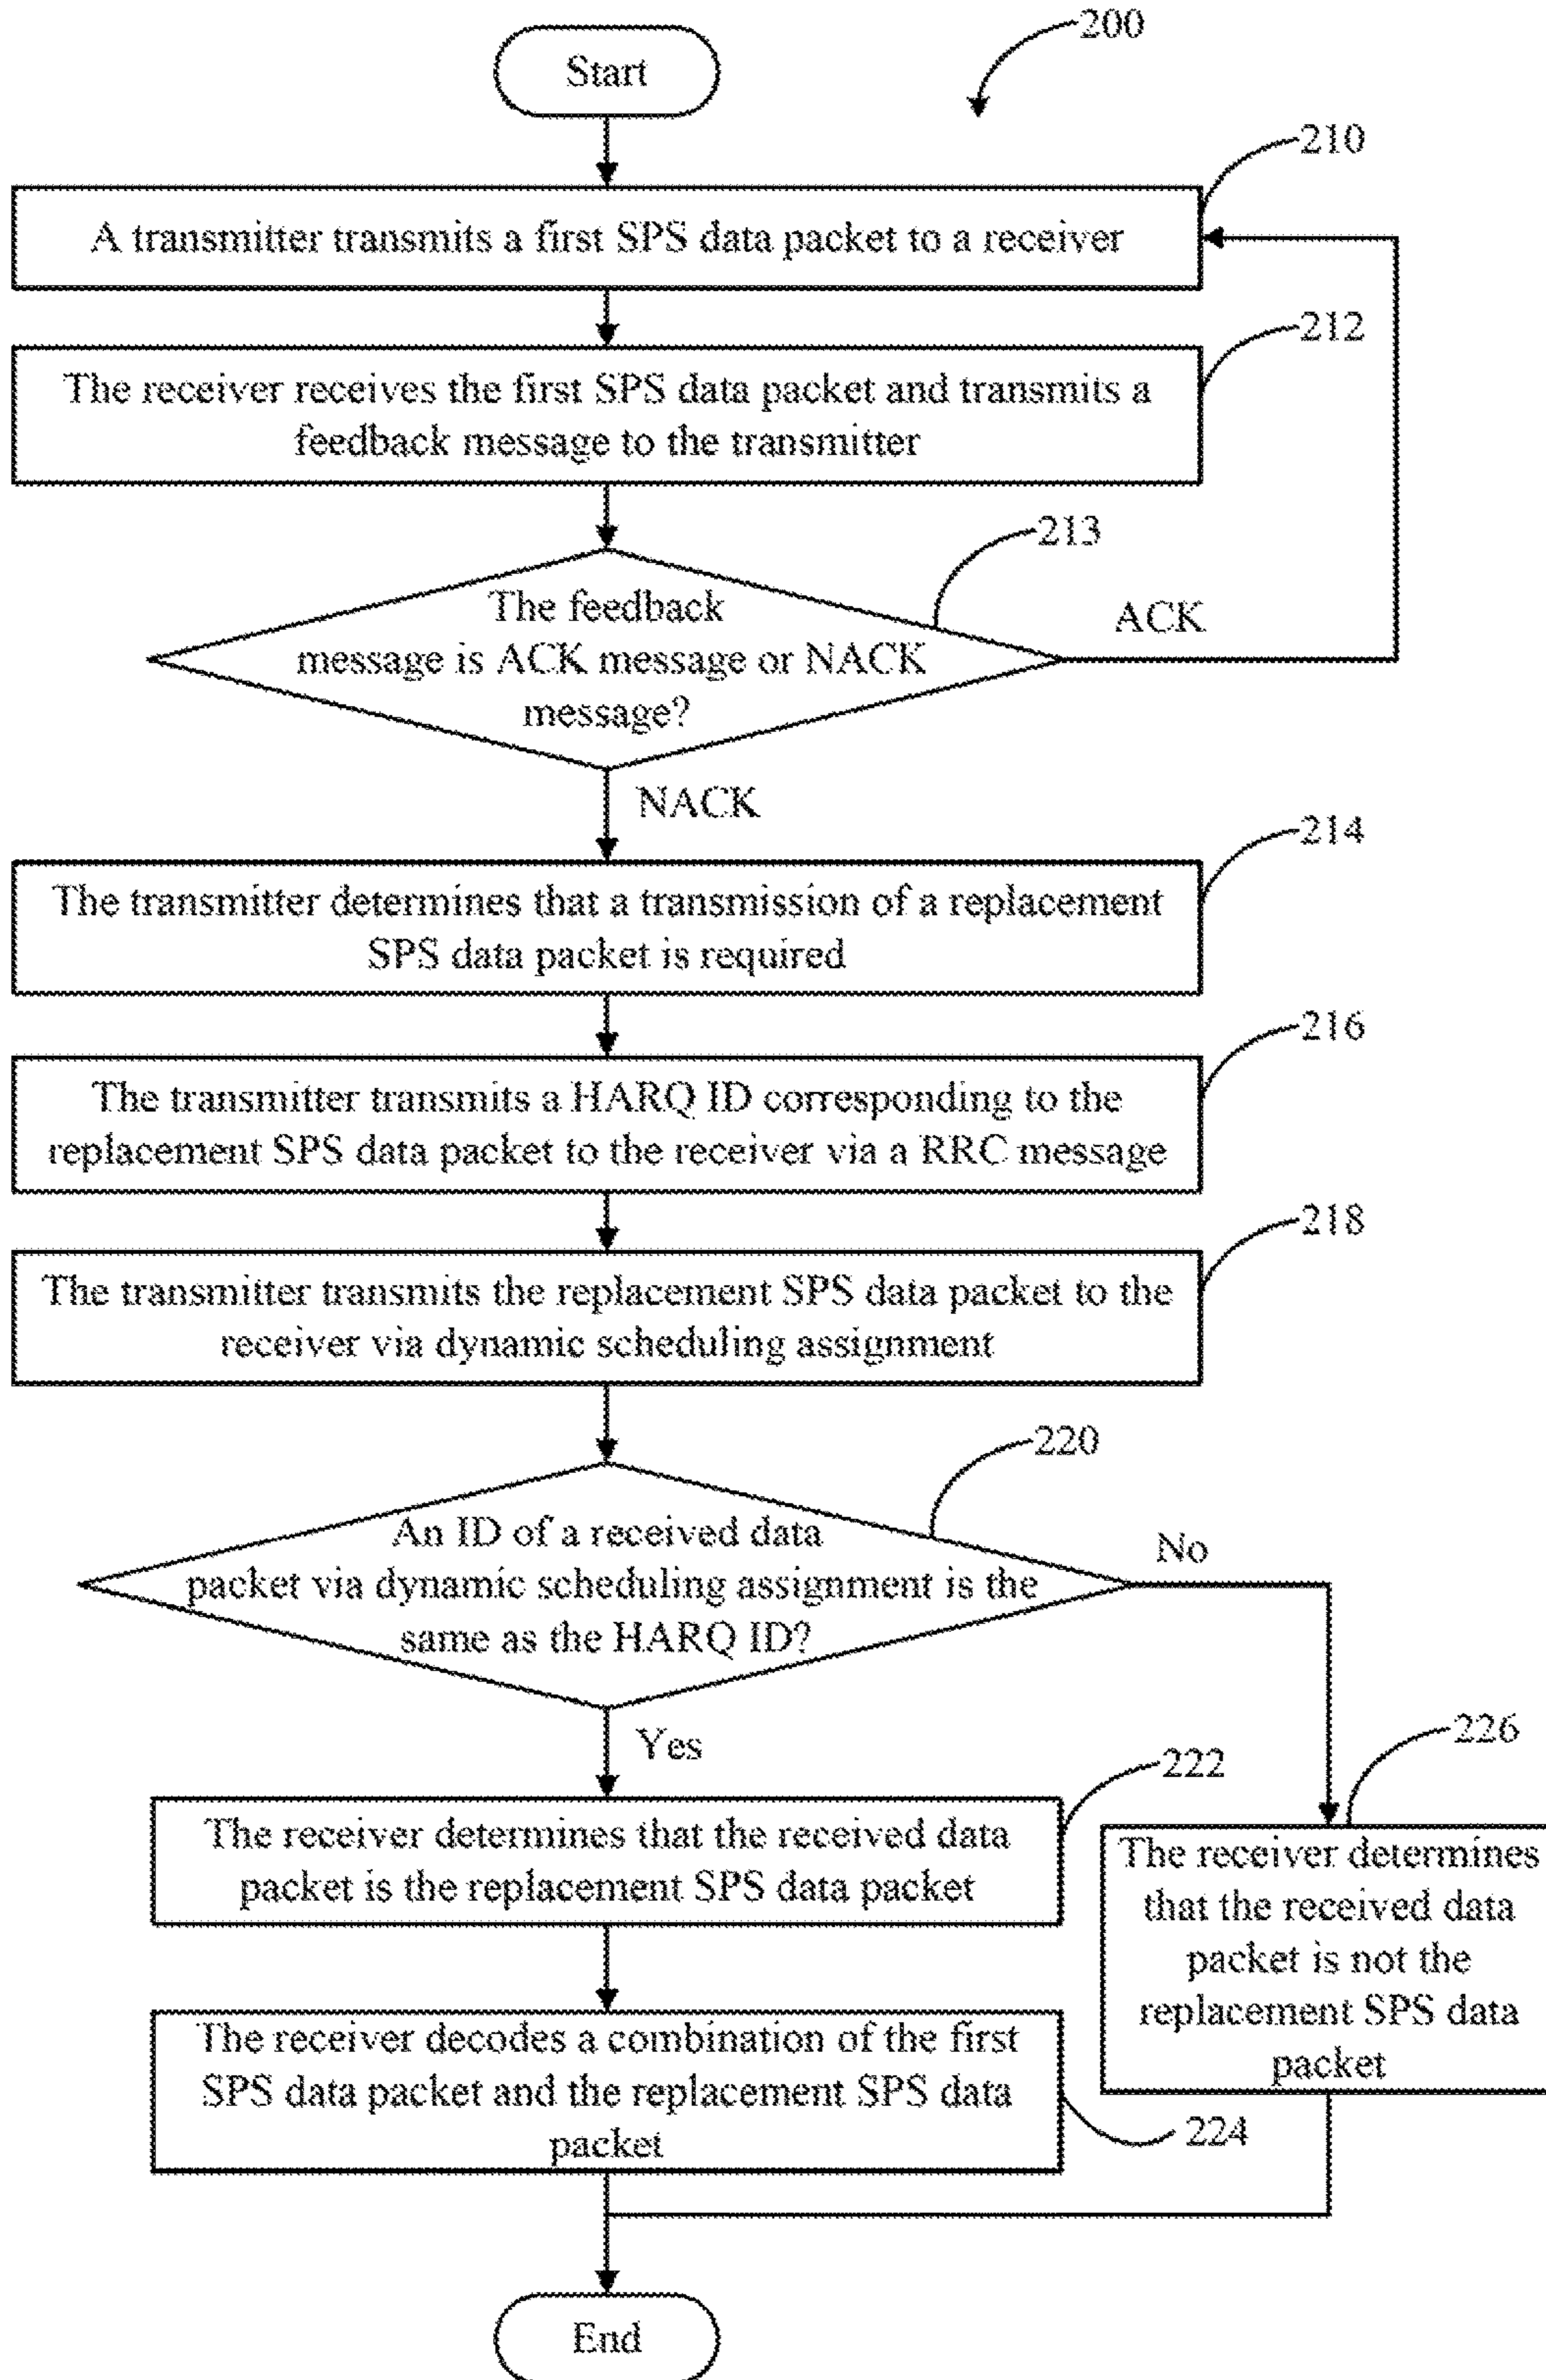 200
Start
210
A transmitter transmits a first SPS data packet to a receiver
212
The receiver receives the first SPS data packet and transmits a
feedback message to the transmitter
213
The feedback
message is ACK message or NACK
message?
ACK
NACK
214
The transmitter determines that a transmission of a replacement
SPS data packet is required
216
The transmitter transmits a HARQ ID corresponding to the
replacement SPS data packet to the receiver via a RRC message
218
The transmitter transmits the replacement SPS data packet to the
receiver via dynamic scheduling assignment
220
An ID of a received data
packet via dynamic scheduling assignment is the
same as the HARQ ID?
No
Yes
222
The receiver determines that the received data
packet is the replacement SPS data packet
226
The receiver determines
that the received data
packet is not the
replacement SPS data
packet
The receiver decodes a combination of the first
SPS data packet and the replacement SPS data
packet
224
End